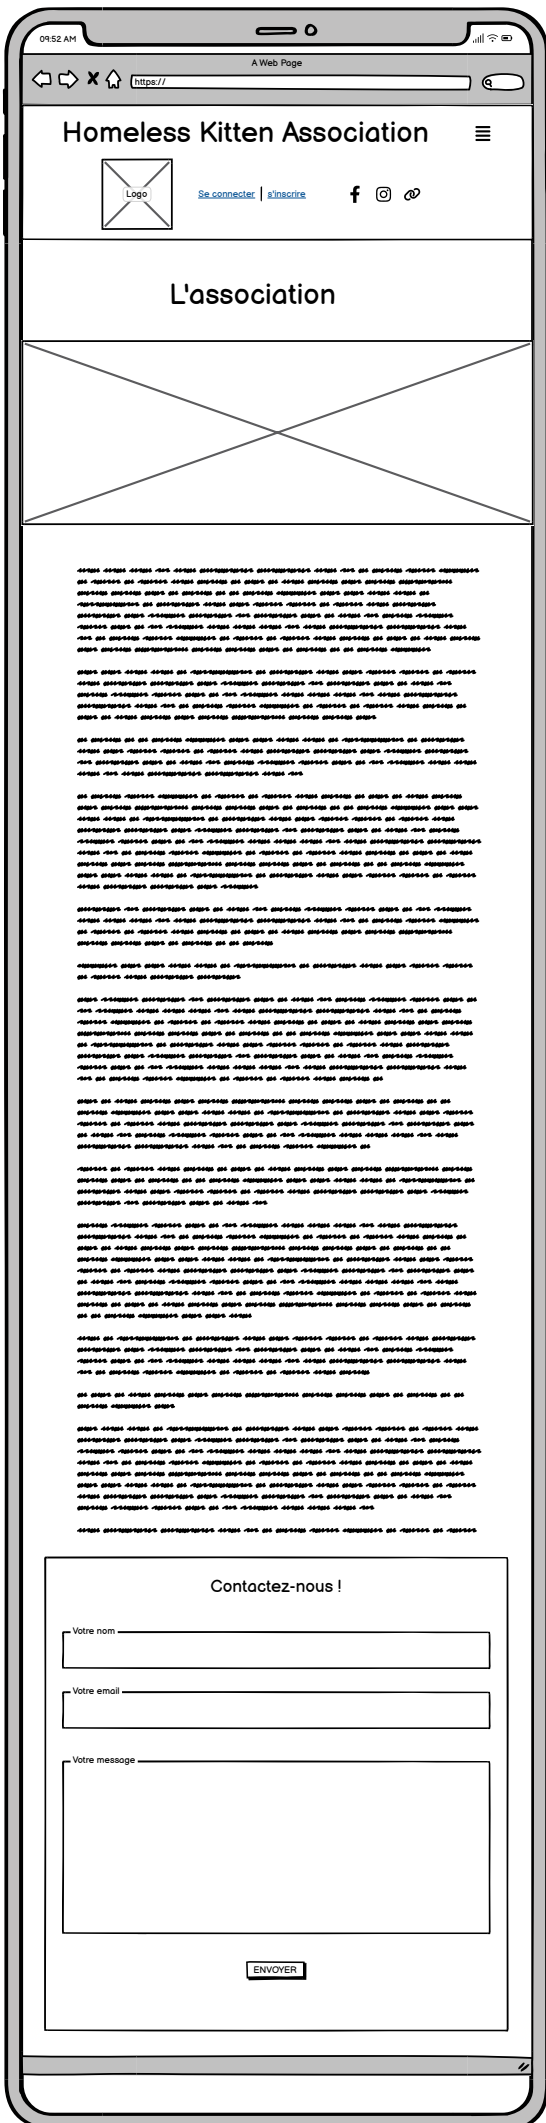 09:52 AM
A Web Page
https://
Homeless Kitten Association
Logo
Se connecter | s'inscrire
L'association
Contactez-nous !
Votre nom
Votre email
Votre message
ENVOYER